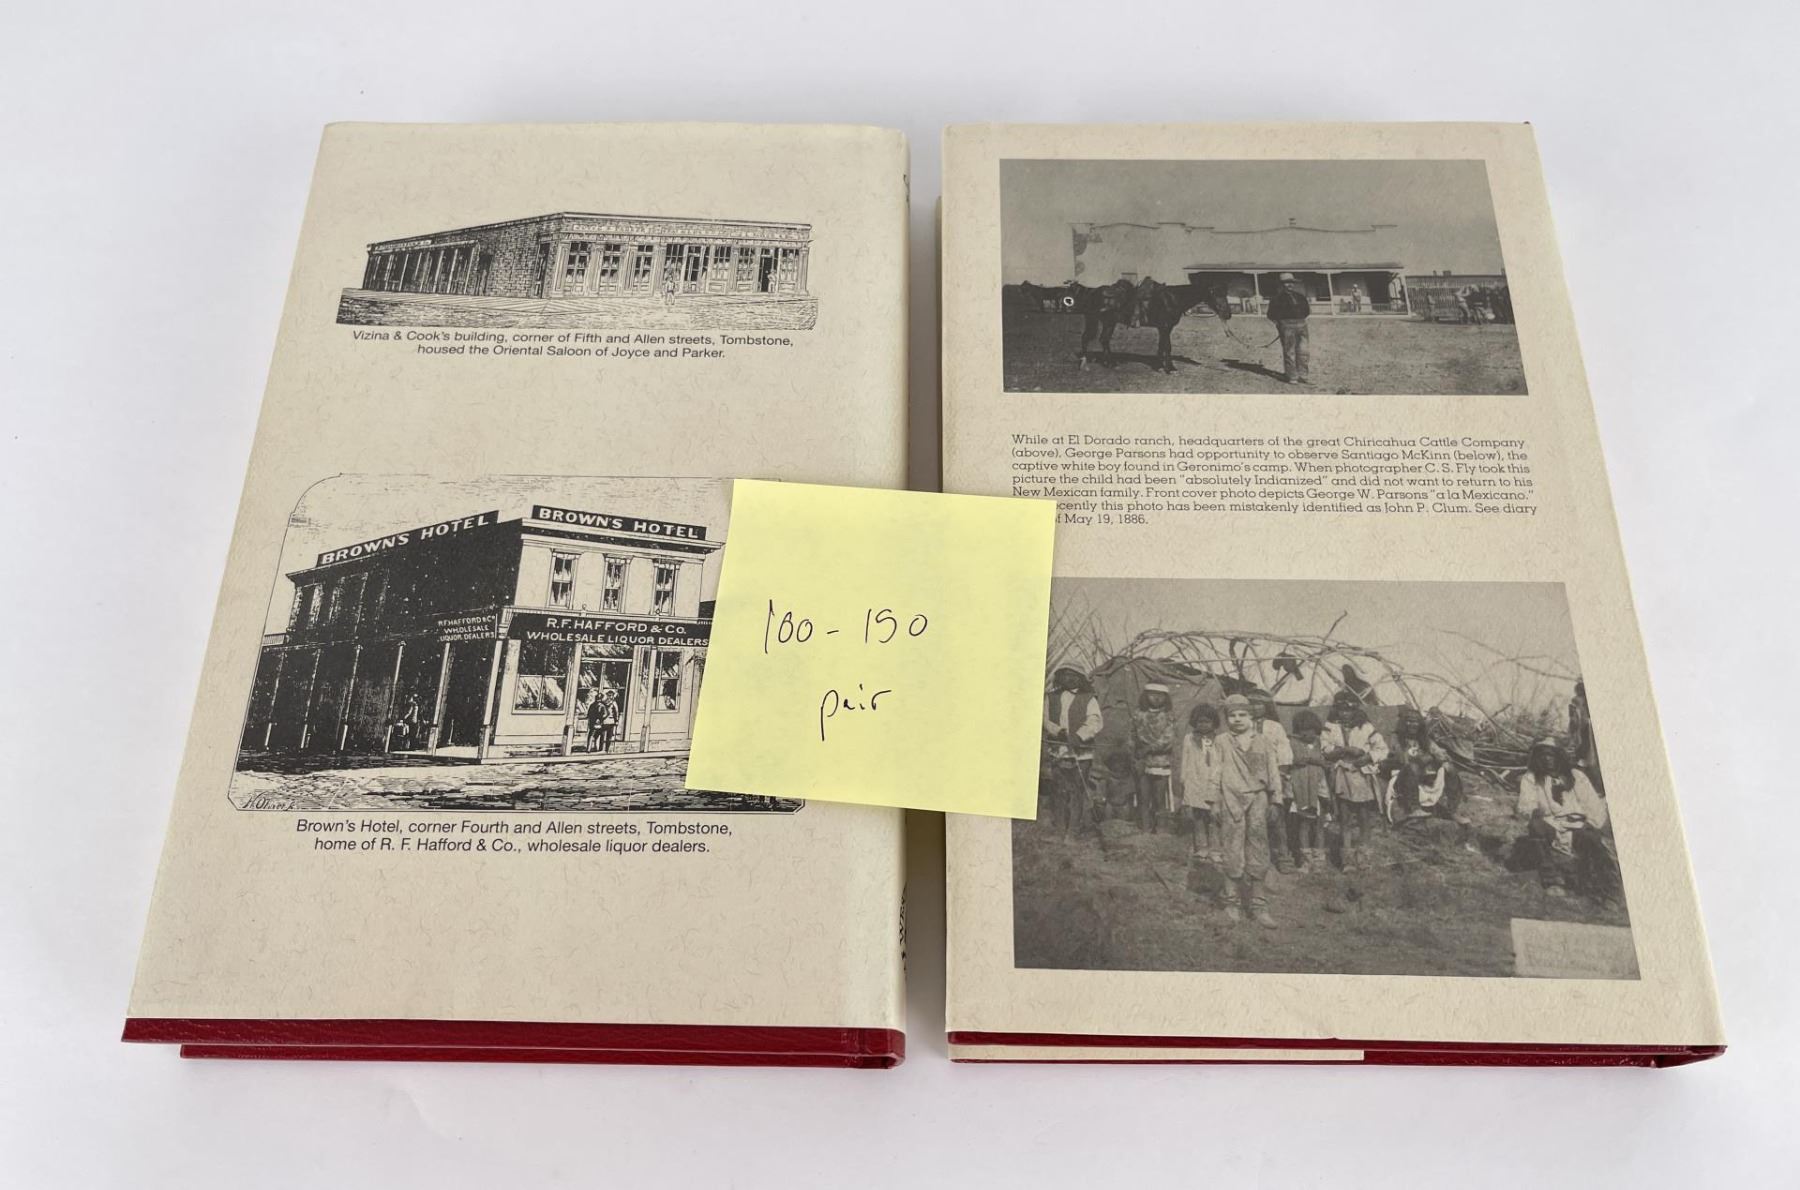 Vizina & Cook's building, corner of Fifth and Allen streets, Tombstone,
housed the Oriental Saloon of Joyce and Parker.
BROWN'S HOTEL
BROWN'S HOTEL
R.F. HAFFORD & CO.
WHOLESALE
LIQUOR DEALERS
R.F. HAFFORD & CO.
WHOLESALE LIQUOR DEALERS
Brown's Hotel, corner Fourth and Allen streets, Tombstone,
home of R. F. Hafford & Co., wholesale liquor dealers.
100-150
pair
While at El Dorado ranch, headquarters of the great Chiricahua Cattle Company
(above), George Parsons had opportunity to observe Santiago McKinn (below), the
captive white boy found in Geronimo's camp. When photographer C. S. Fly took this
picture the child had been "absolutely Indianized" and did not want to return to his
New Mexican family. Front cover photo depicts George W. Parsons "a la Mexicano."
this photo has been mistakenly identified as John P. Clum. See diary
of May 19, 1886.